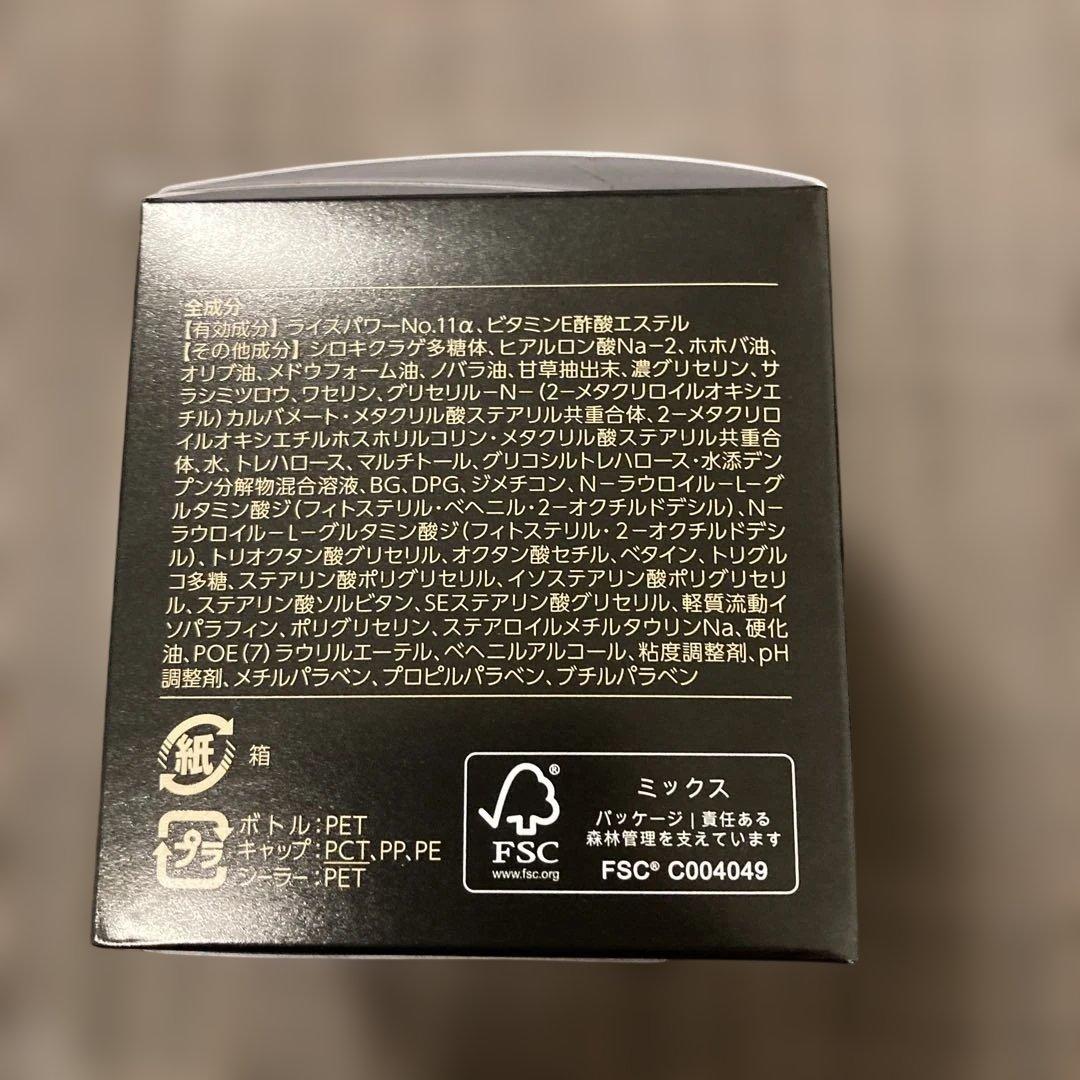 全成分
【有効成分】ライスパワーNo.11α、ビタミンE酢酸エステル
【その他成分】シロキクラゲ多糖体、ヒアルロン酸Na−2、ホホバ油、
オリブ油、メドウフォーム油、ノバラ油、甘草抽出末、濃グリセリン、サ
ラシミツロウ、ワセリン、グリセリル−N−(2−メタクリロイルオキシエ
チル)カルバメート・メタクリル酸ステアリル共重合体、2−メタクリロ
イルオキシエチルホスホリルコリン・メタクリル酸ステアリル共重合
体、水、トレハロース、マルチトール、グリコシルトレハロース・水添デン
プン分解物混合溶液、BG、DPG、ジメチコン、N−ラウロイル−L−グ
ルタミン酸ジ(フィトステリル・ベヘニル・2−オクチルドデシル)、N−
ラウロイル−L−グルタミン酸ジ(フィトステリル・2−オクチルドデシ
ル)、トリオクタン酸グリセリル、オクタン酸セチル、ベタイン、トリグル
コ多糖、ステアリン酸ポリグリセリル、イソステアリン酸ポリグリセリ
ル、ステアリン酸ソルビタン、SEステアリン酸グリセリル、軽質流動イ
ソパラフィン、ポリグリセリン、ステアロイルメチルタウリンNa、硬化
油、POE(7)ラウリルエーテル、ベヘニルアルコール、粘度調整剤、pH
調整剤、メチルパラベン、プロピルパラベン、ブチルパラベン
紙 箱
プラ
ボトル:PET
キャップ:PCT、PP、PE
シーラー:PET
®
FSC
www.fsc.org
ミックス
パッケージ|責任ある
森林管理を支えています
FSC® C004049